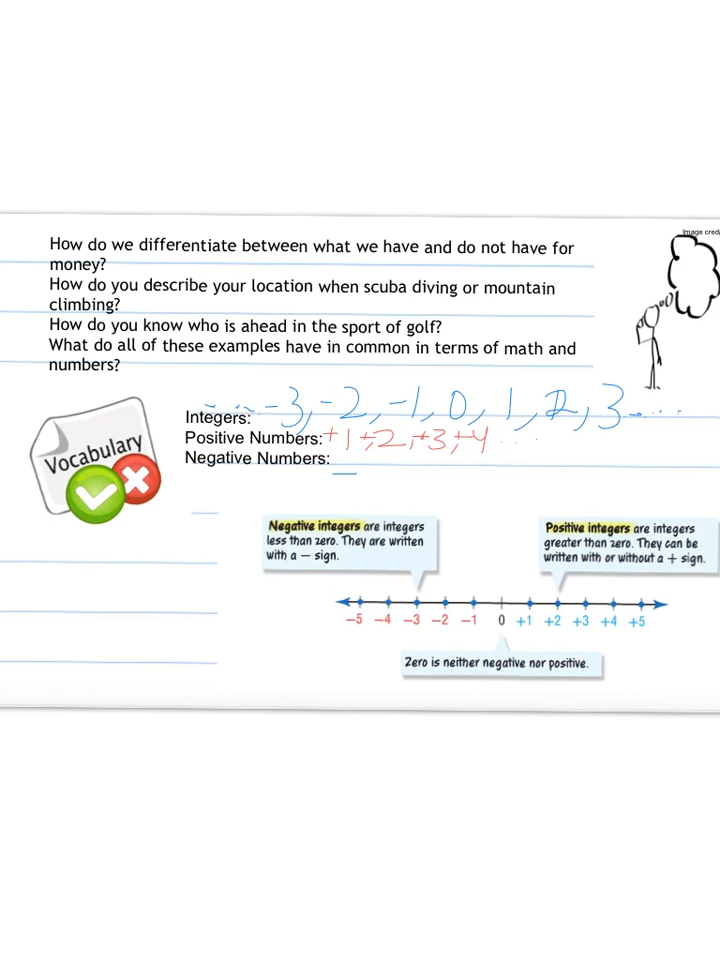 Image cred
How do we differentiate between what we have and do not have for
money?
How do you describe your location when scuba diving or mountain
climbing?
How do you know who is ahead in the sport of golf?
What do all of these examples have in common in terms of math and
numbers?
Vocabulary
Integers: ... -3, -2, -1, 0, 1, 2, 3 ...
Positive Numbers: +1, +2, +3, +4 ...
Negative Numbers: —
Negative integers are integers
less than zero. They are written
with a – sign.
Positive integers are integers
greater than zero. They can be
written with or without a + sign.
–5 –4 –3 –2 –1 0 +1 +2 +3 +4 +5
Zero is neither negative nor positive.